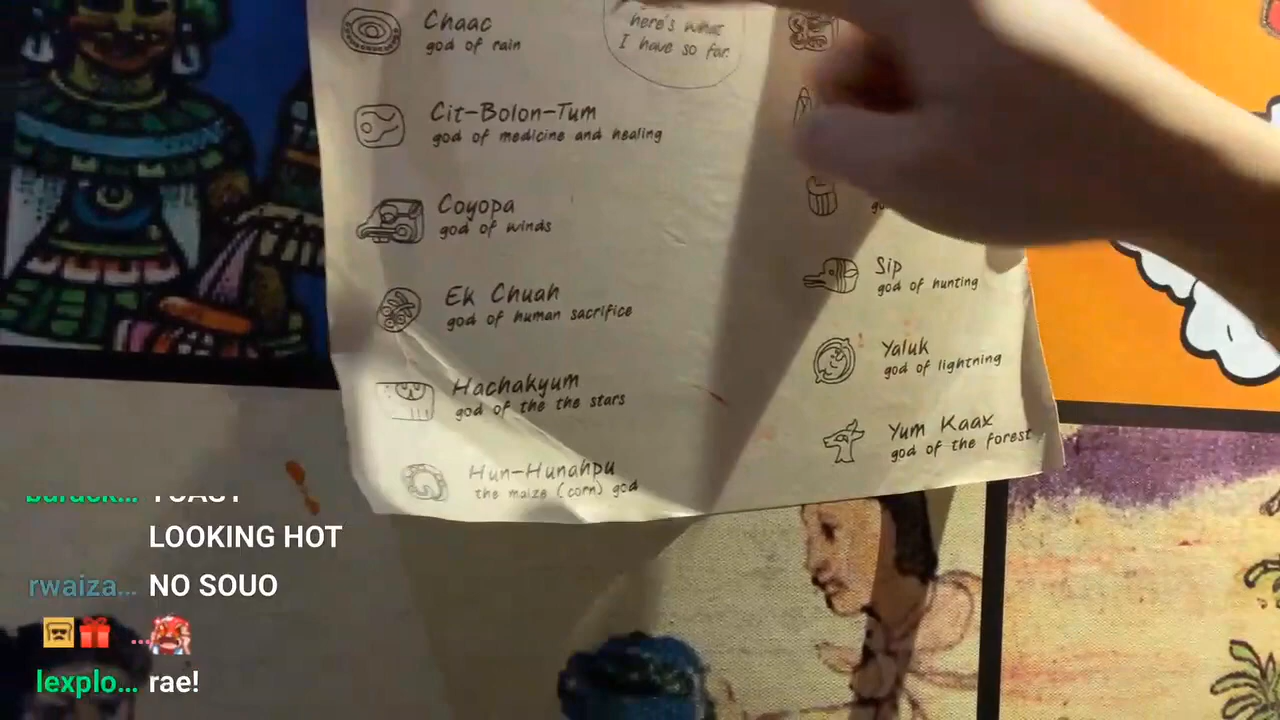 Chaac
god of rain
here's what
I have so far.
Cit-Bolon-Tum
god of medicine and healing
Coyopa
god of winds
Ek Chuah
god of human sacrifice
Hachakyum
god of the the stars
Hun-Hunahpu
the maize (corn) god
Sip
god of hunting
Yaluk
god of lightning
Yum Kaax
god of the forest
LOOKING HOT
rwaiza... NO SOUO
...
lexplo... rae!